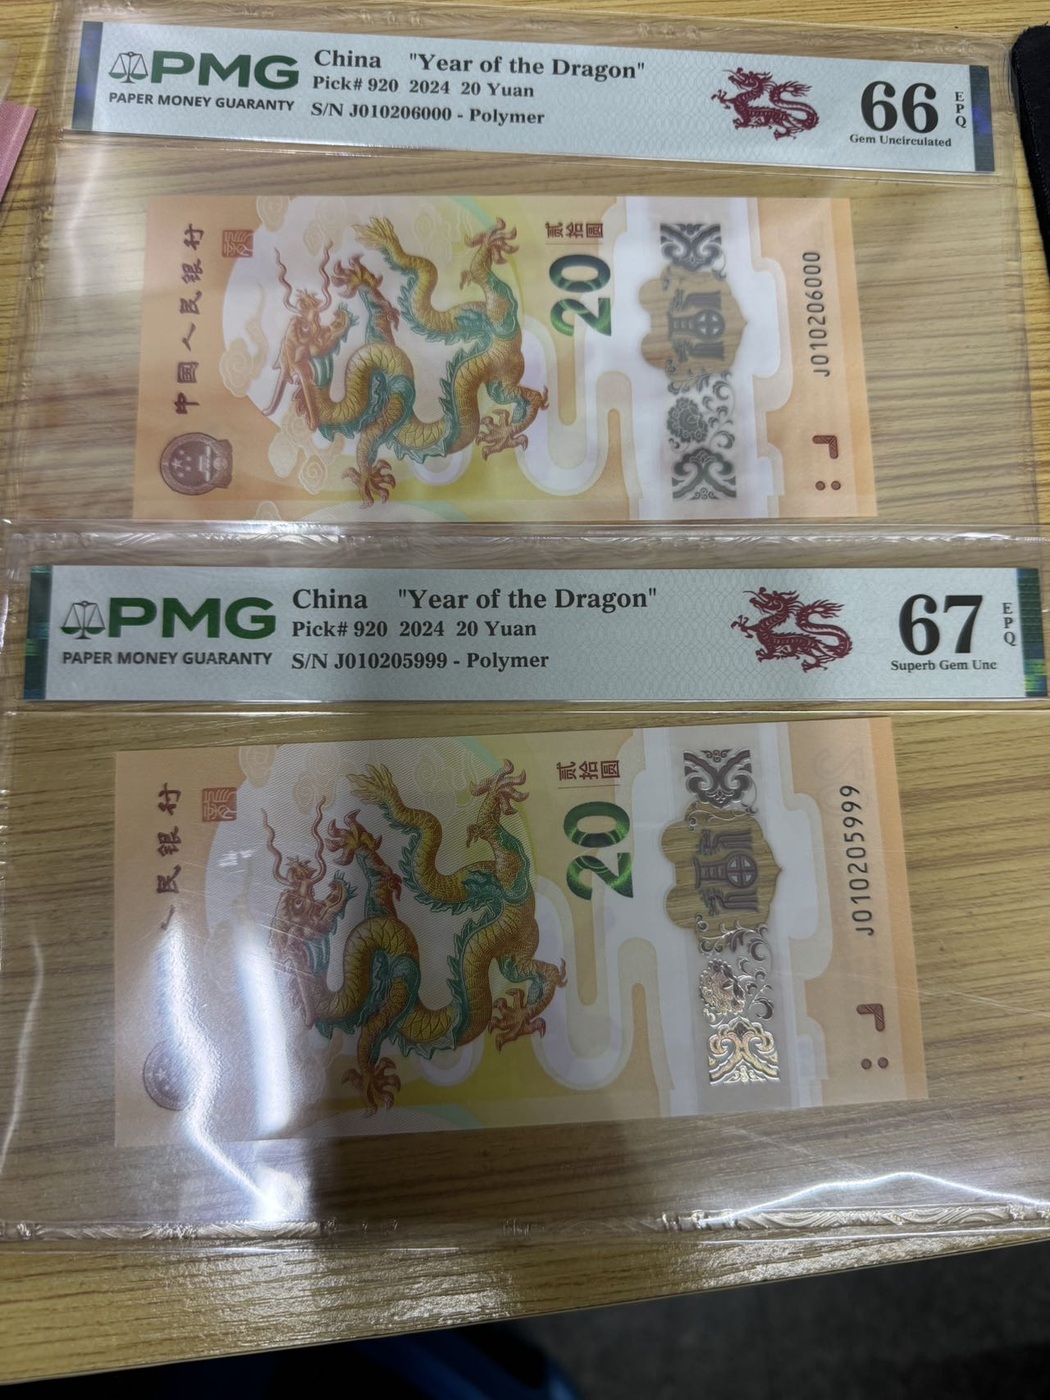 PMG
PAPER MONEY GUARANTY
China "Year of the Dragon"
Pick# 920 2024 20 Yuan
S/N J010206000 - Polymer
66
EPQ
Gem Uncirculated
中国人民银行
贰拾圆
20
福
J010206000
PMG
PAPER MONEY GUARANTY
China "Year of the Dragon"
Pick# 920 2024 20 Yuan
S/N J010205999 - Polymer
67
EPQ
Superb Gem Unc
人民银行
贰拾圆
20
福
J010205999